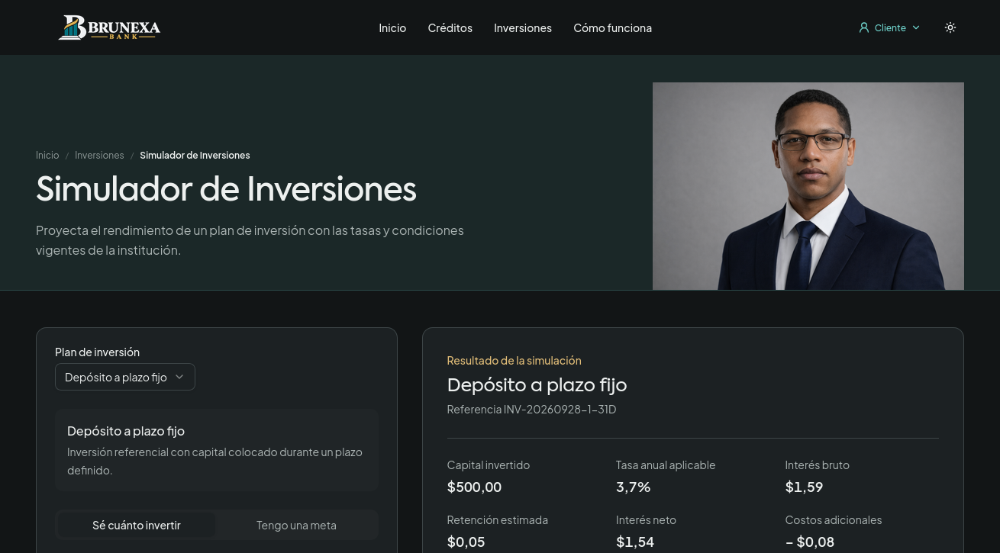 BRUNEXA
BANK
Inicio
Créditos
Inversiones
Cómo funciona
Cliente
Inicio / Inversiones / Simulador de Inversiones
Simulador de Inversiones
Proyecta el rendimiento de un plan de inversión con las tasas y condiciones
vigentes de la institución.
Plan de inversión
Depósito a plazo fijo
Depósito a plazo fijo
Inversión referencial con capital colocado durante un plazo
definido.
Sé cuánto invertir
Tengo una meta
Resultado de la simulación
Depósito a plazo fijo
Referencia INV-20260928-1-31D
Capital invertido
$500,00
Tasa anual aplicable
3,7%
Interés bruto
$1,59
Retención estimada
$0,05
Interés neto
$1,54
Costos adicionales
− $0,08